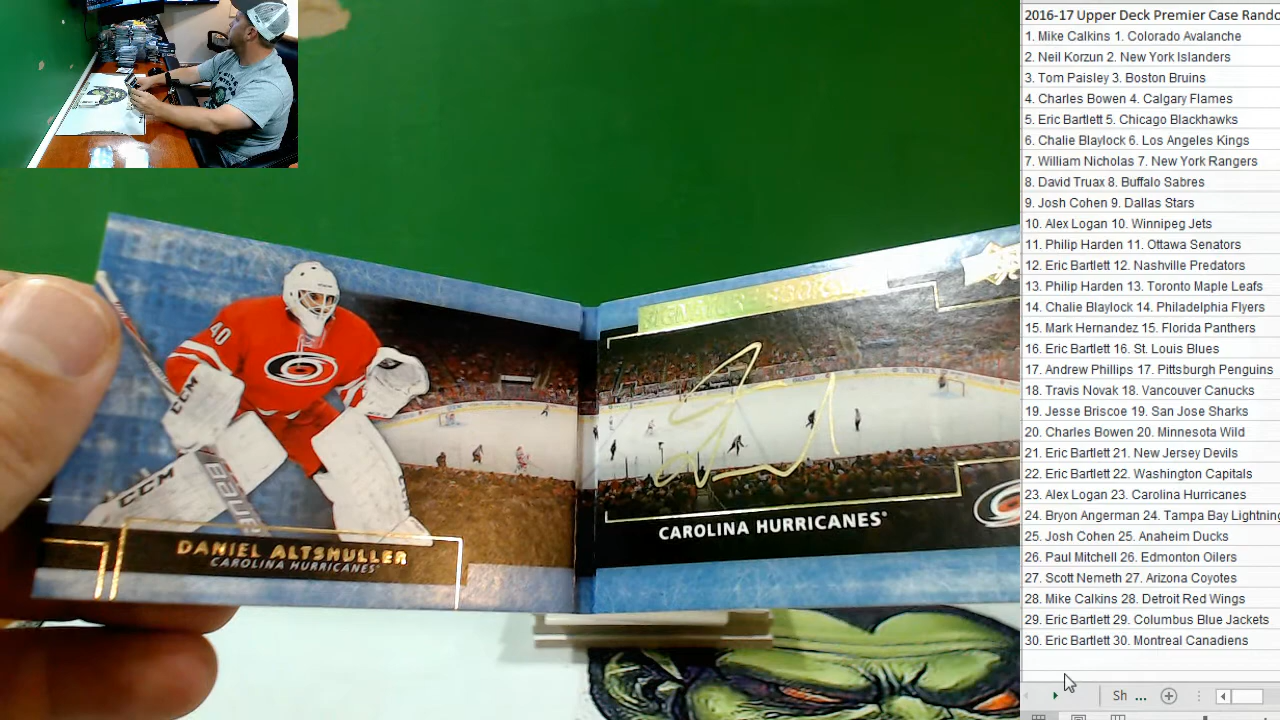 2016-17 Upper Deck Premier Case Rando
1. Mike Calkins 1. Colorado Avalanche
2. Neil Korzun 2. New York Islanders
3. Tom Paisley 3. Boston Bruins
4. Charles Bowen 4. Calgary Flames
5. Eric Bartlett 5. Chicago Blackhawks
6. Chalie Blaylock 6. Los Angeles Kings
7. William Nicholas 7. New York Rangers
8. David Truax 8. Buffalo Sabres
9. Josh Cohen 9. Dallas Stars
10. Alex Logan 10. Winnipeg Jets
11. Philip Harden 11. Ottawa Senators
12. Eric Bartlett 12. Nashville Predators
13. Philip Harden 13. Toronto Maple Leafs
14. Chalie Blaylock 14. Philadelphia Flyers
15. Mark Hernandez 15. Florida Panthers
16. Eric Bartlett 16. St. Louis Blues
17. Andrew Phillips 17. Pittsburgh Penguins
18. Travis Novak 18. Vancouver Canucks
19. Jesse Briscoe 19. San Jose Sharks
20. Charles Bowen 20. Minnesota Wild
21. Eric Bartlett 21. New Jersey Devils
22. Eric Bartlett 22. Washington Capitals
23. Alex Logan 23. Carolina Hurricanes
24. Bryon Angerman 24. Tampa Bay Lightning
25. Josh Cohen 25. Anaheim Ducks
26. Paul Mitchell 26. Edmonton Oilers
27. Scott Nemeth 27. Arizona Coyotes
28. Mike Calkins 28. Detroit Red Wings
29. Eric Bartlett 29. Columbus Blue Jackets
30. Eric Bartlett 30. Montreal Canadiens
Sh ...
40
CCM
CCM
BAUER
DANIEL ALTSHULLER
CAROLINA HURRICANES
CAROLINA HURRICANES